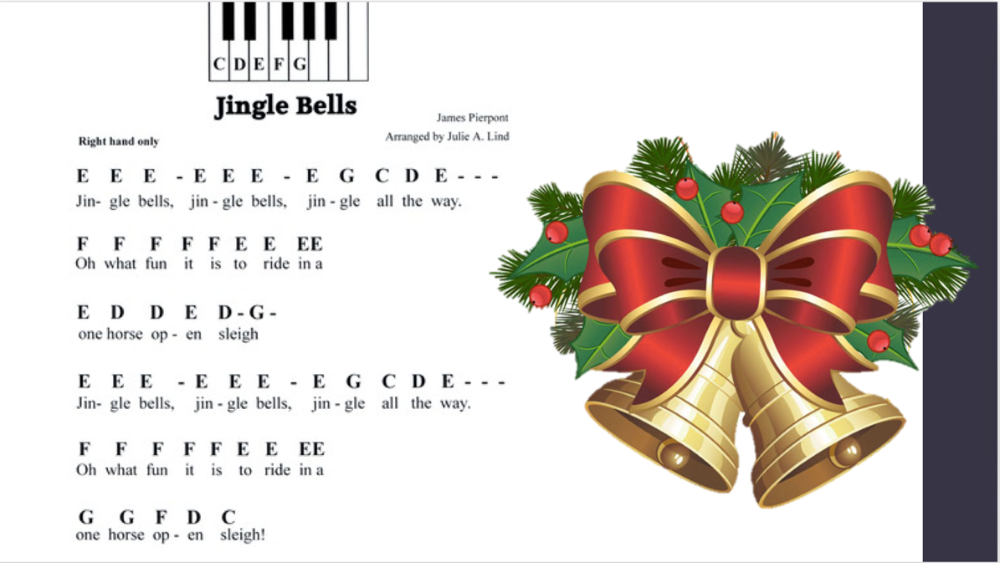 C D E F G
Jingle Bells
James Pierpont
Right hand only
Arranged by Julie A. Lind
E E E - E E E - E G C D E - - -
Jin- gle bells, jin - gle bells, jin - gle all the way.
F F F F F E E EE
Oh what fun it is to ride in a
E D D E D - G -
one horse op - en sleigh
E E E - E E E - E G C D E - - -
Jin- gle bells, jin - gle bells, jin - gle all the way.
F F F F F E E EE
Oh what fun it is to ride in a
G G F D C
one horse op - en sleigh!